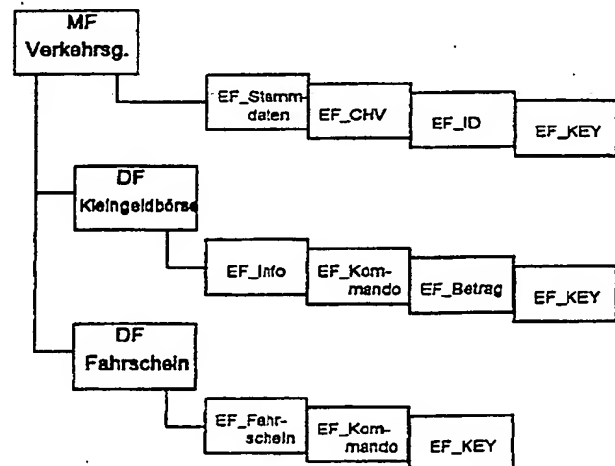 MF
Verkehrsg.
EF_Stamm-
daten
EF_CHV
EF_ID
EF_KEY
DF
Kleingeldbörse
EF_Info
EF_Kom-
mando
EF_Betrag
EF_KEY
DF
Fahrschein
EF_Fahr-
schein
EF_Kom-
mando
EF_KEY